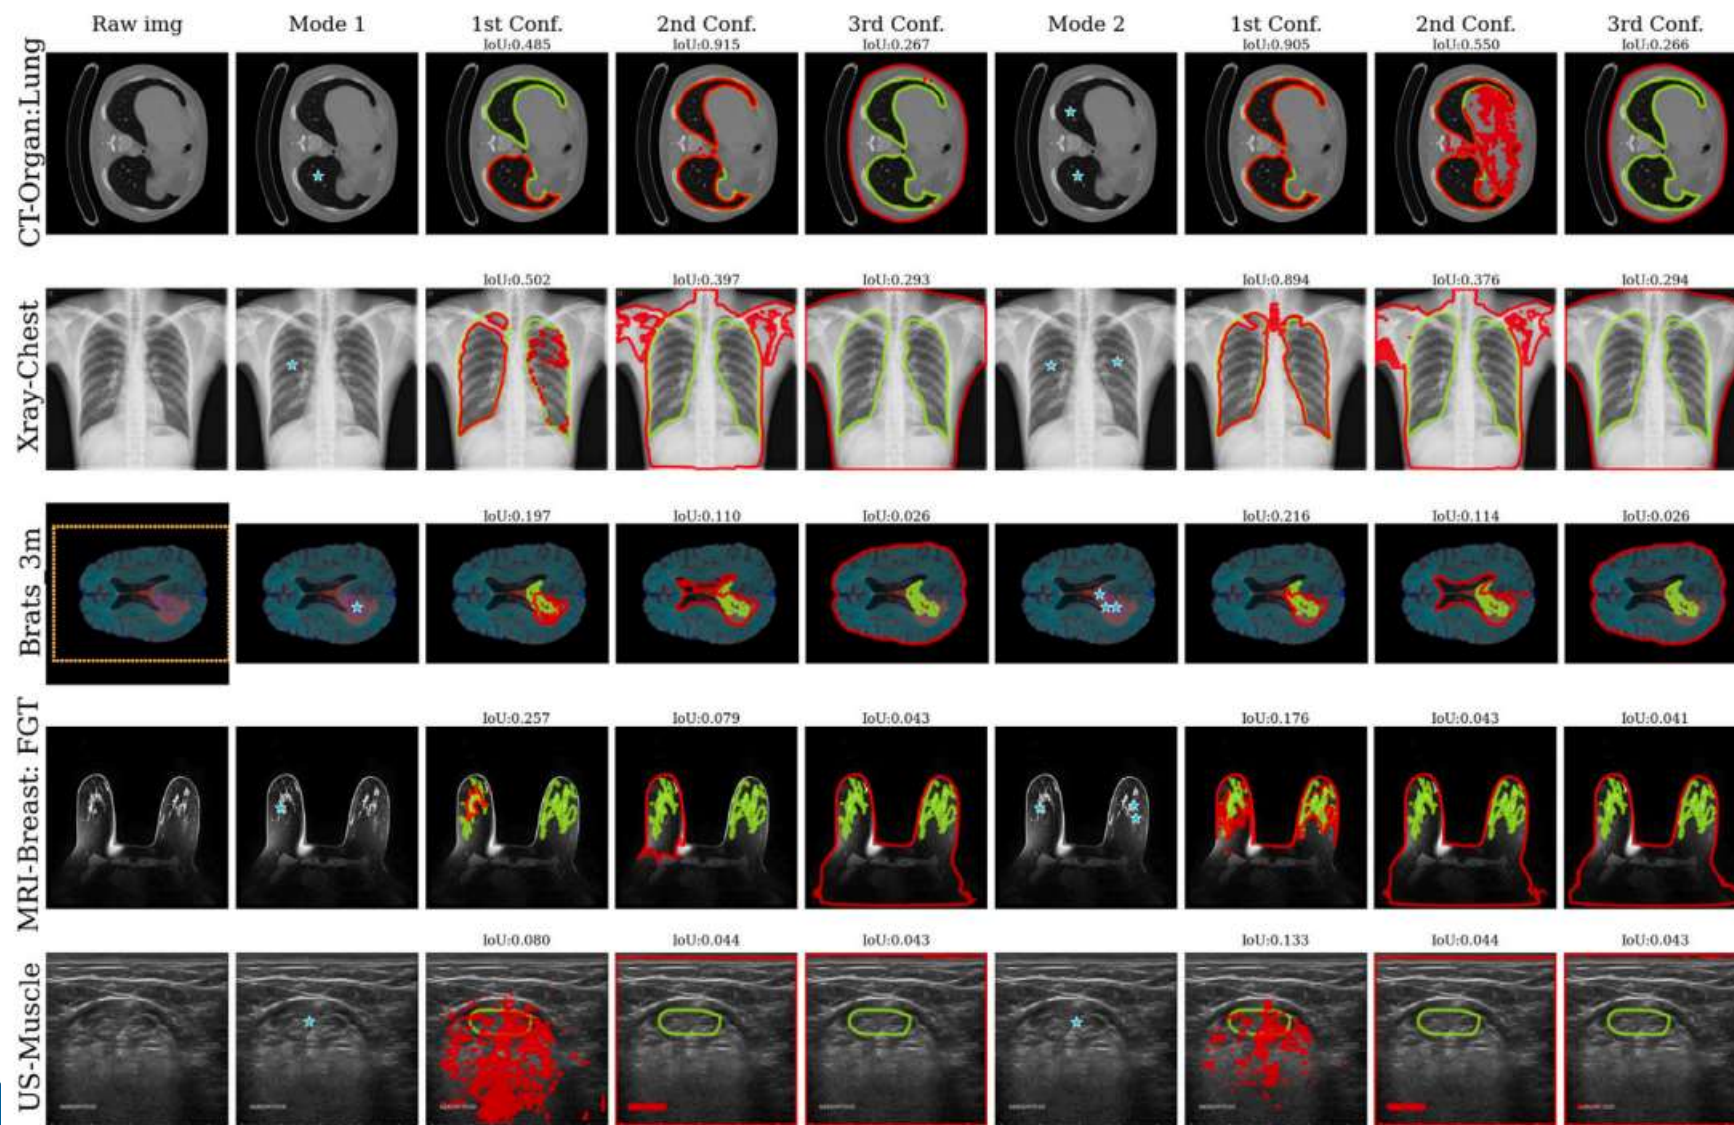 Raw img Mode 1 1st Conf. 2nd Conf. 3rd Conf. Mode 2 1st Conf. 2nd Conf. 3rd Conf.
CT-Organ:Lung
IoU:0.485 IoU:0.915 IoU:0.267 IoU:0.905 IoU:0.550 IoU:0.266
Xray-Chest
IoU:0.502 IoU:0.397 IoU:0.293 IoU:0.894 IoU:0.376 IoU:0.294
Brats 3m
IoU:0.197 IoU:0.110 IoU:0.026 IoU:0.216 IoU:0.114 IoU:0.026
MRI-Breast: FGT
IoU:0.257 IoU:0.079 IoU:0.043 IoU:0.176 IoU:0.043 IoU:0.041
US-Muscle
IoU:0.080 IoU:0.044 IoU:0.043 IoU:0.133 IoU:0.044 IoU:0.043